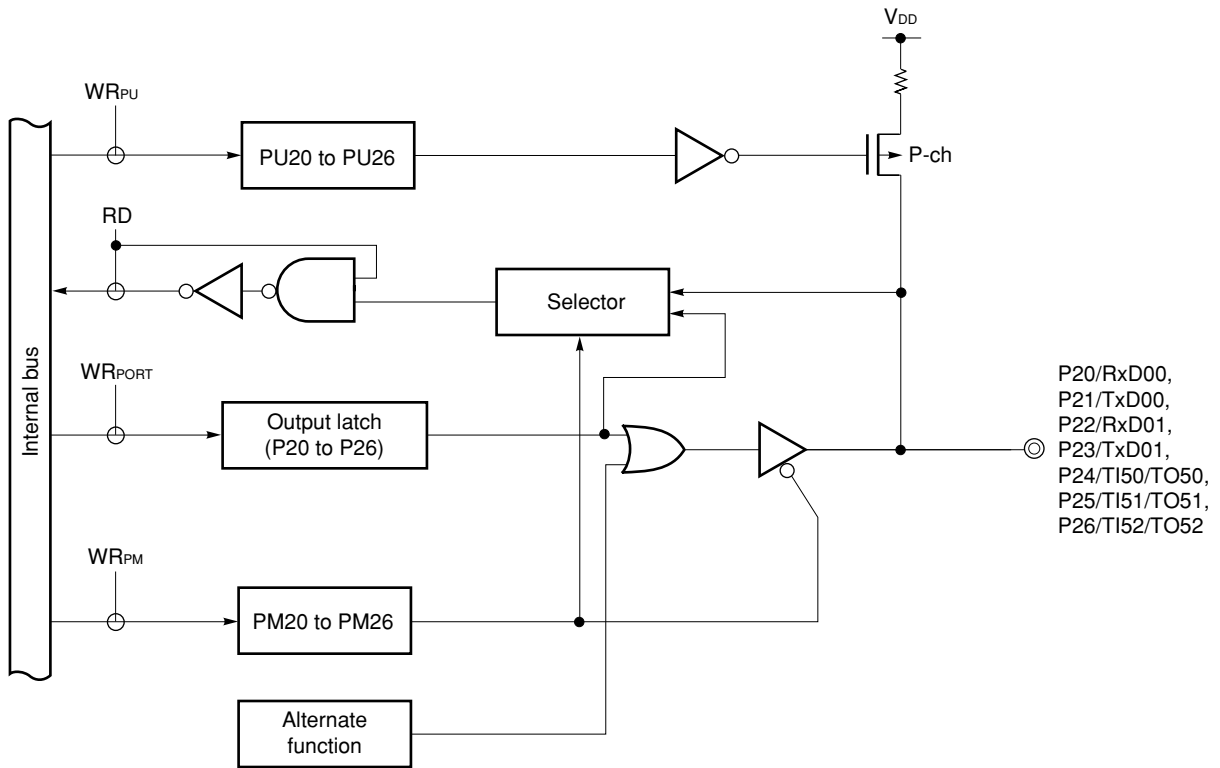 VDD
WRPU
PU20 to PU26
P-ch
RD
Selector
Internal bus
WRPORT
Output latch
(P20 to P26)
P20/RxD00,
P21/TxD00,
P22/RxD01,
P23/TxD01,
P24/TI50/TO50,
P25/TI51/TO51,
P26/TI52/TO52
WRPM
PM20 to PM26
Alternate
function